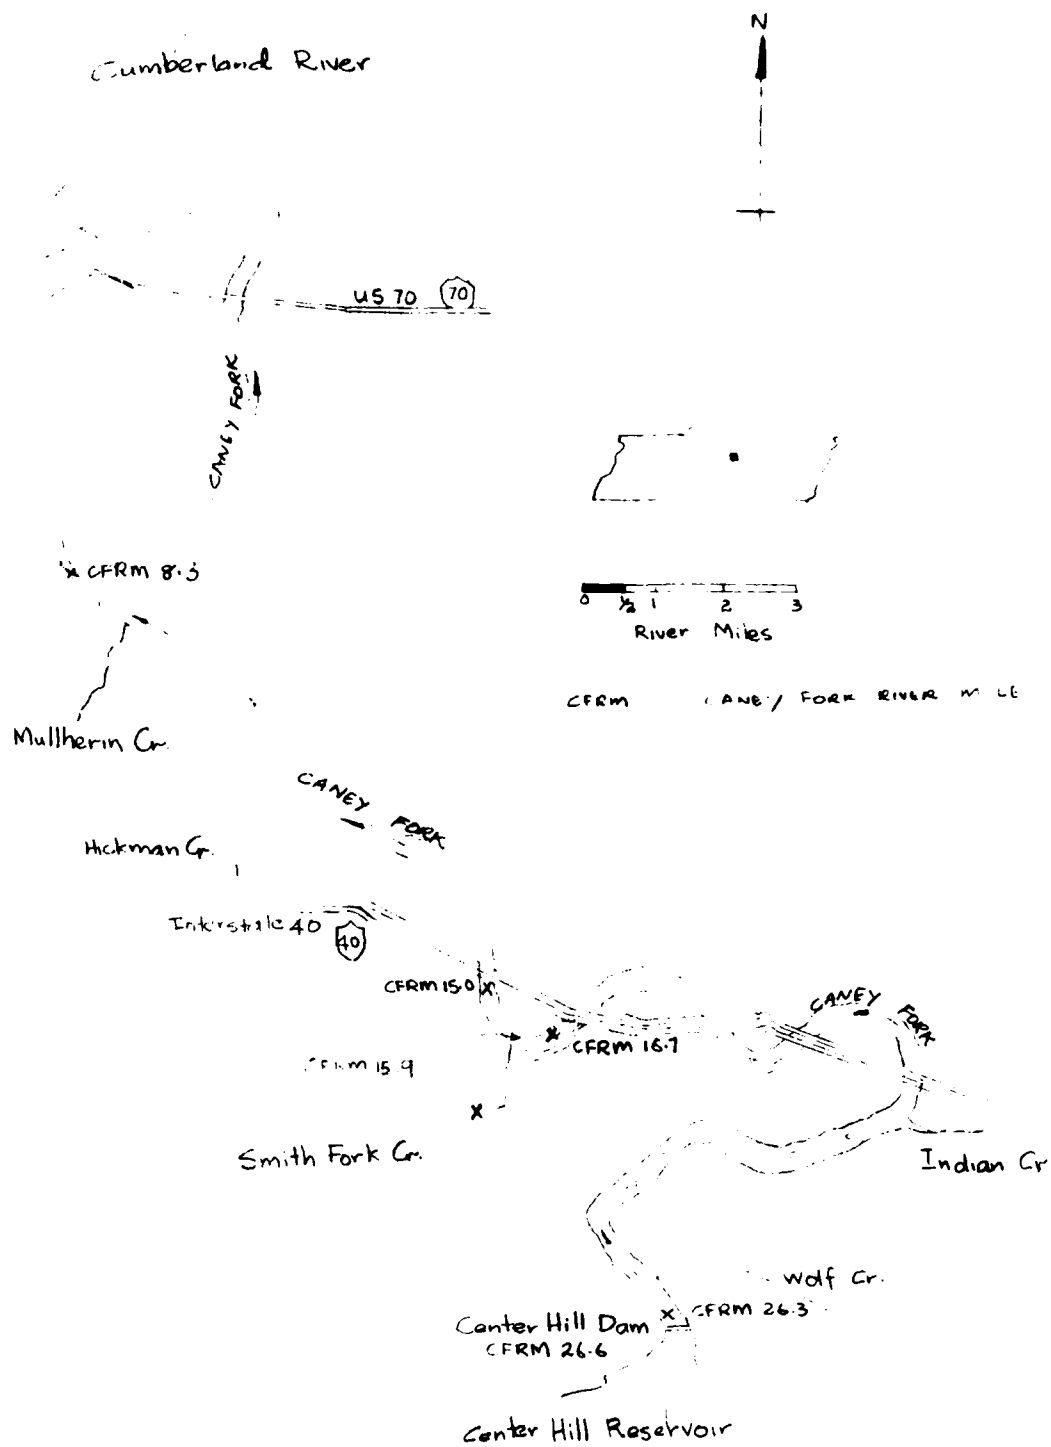 N
Cumberland River
US 70 70
CANEY FORK
CFRM 8.3
0 1/2 1 2 3
River Miles
CFRM CANEY FORK RIVER MILE
Mullherin Cr.
CANEY FORK
Hickman Cr.
Interstate 40
40
CFRM 15.0
CANEY FORK
CFRM 16.7
CFRM 15.9
Smith Fork Cr.
Indian Cr
Wolf Cr.
CFRM 26.3
Center Hill Dam
CFRM 26.6
Center Hill Reservoir